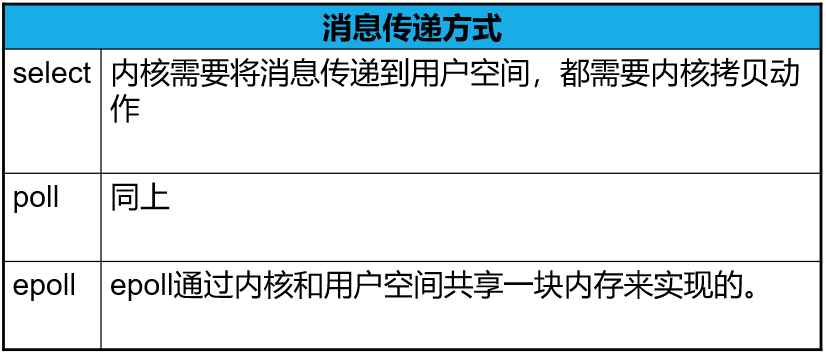 消息传递方式
select
内核需要将消息传递到用户空间，都需要内核拷贝动
作
poll
同上
epoll
epoll通过内核和用户空间共享一块内存来实现的。